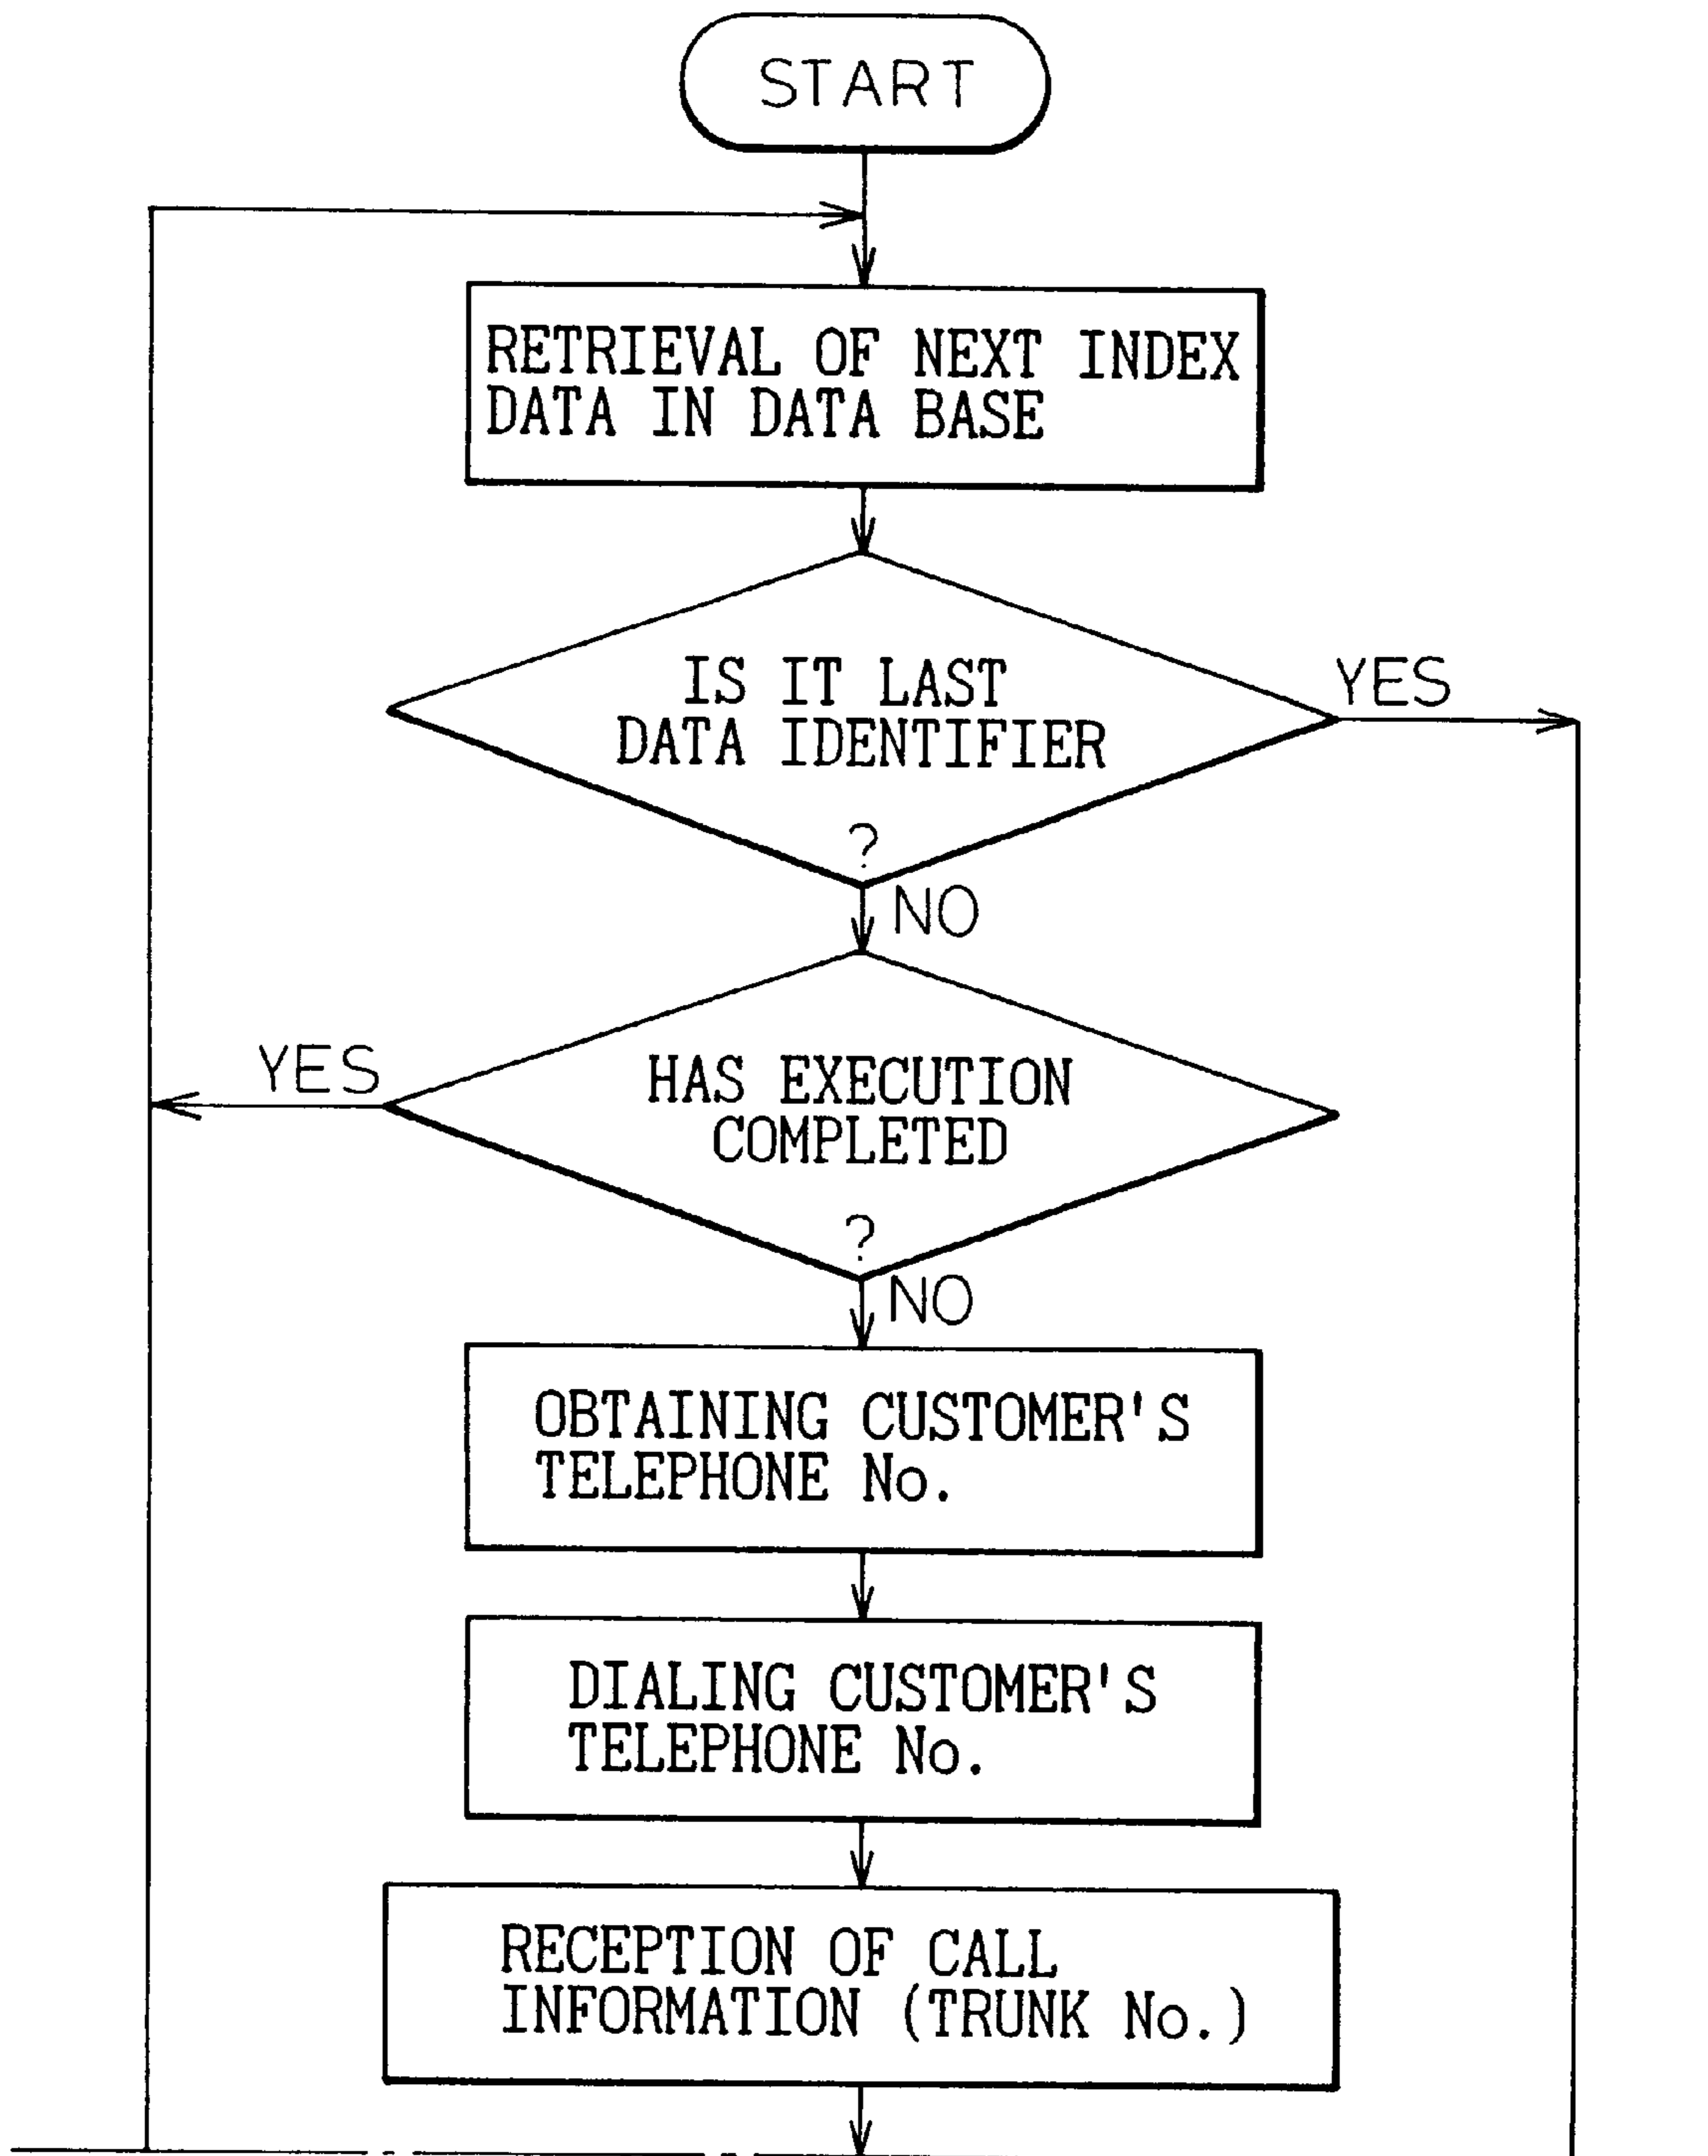 START
RETRIEVAL OF NEXT INDEX
DATA IN DATA BASE
IS IT LAST
DATA IDENTIFIER
?
YES
NO
HAS EXECUTION
COMPLETED
?
YES
NO
OBTAINING CUSTOMER'S
TELEPHONE No.
DIALING CUSTOMER'S
TELEPHONE No.
RECEPTION OF CALL
INFORMATION (TRUNK No.)